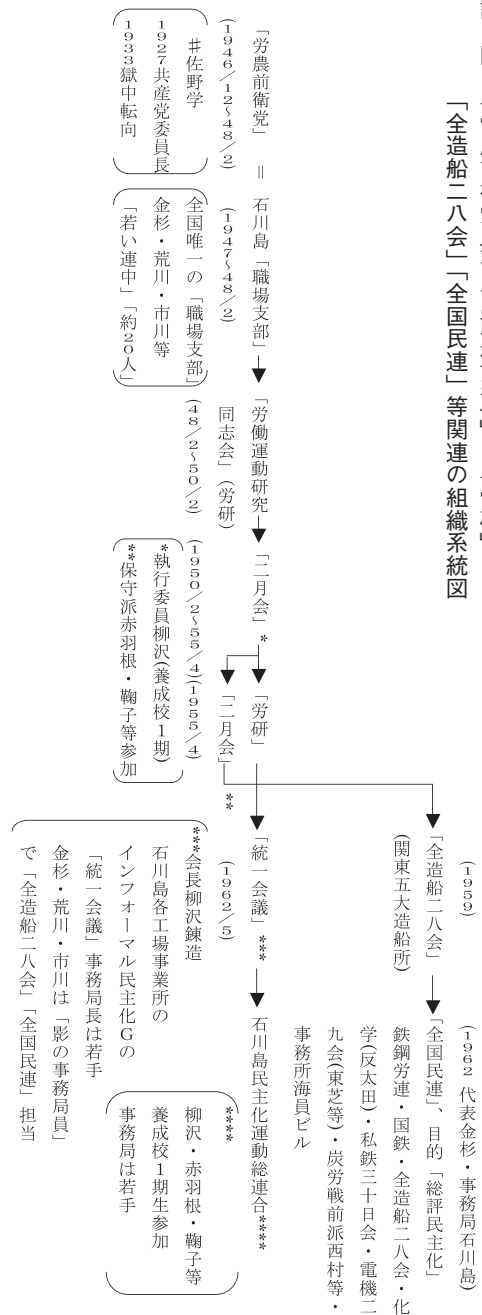 「全造船二八会」「全国民連」等関連の組織系統図
(1959)
「全造船二八会」
(関東五大造船所)
(1962 代表金杉・事務局石川島)
「全国民連」、目的「総評民主化」
鉄鋼労連・国鉄・全造船二八会・化
学(反太田)・私鉄三十日会・電機二
九会(東芝等)・炭労戦前派西村等・
事務所海員ビル
「労農前衛党」 = 石川島「職場支部」
(1946/12~48/2)
(1947~48/2)
♯佐野学
1927共産党委員長
1933獄中転向
全国唯一の「職場支部」
金杉・荒川・市川等
「若い連中」「約20人」
「労働運動研究
同志会」(労研)
(48/2~50/2)
「二月会」*
「労研」
「二月会」
**
(1950/2~55/4)(1955/4)
*執行委員柳沢(養成校1期)
**保守派赤羽根・鞠子等参加
「統一会議」***
(1962/5)
石川島民主化運動総連合****
***会長柳沢錬造
石川島各工場事業所の
インフォーマル民主化Gの
「統一会議」事務局長は若手
金杉・荒川・市川は「影の事務局員」
で「全造船二八会」「全国民連」担当
****
柳沢・赤羽根・鞠子等
養成校1期生参加
事務局は若手